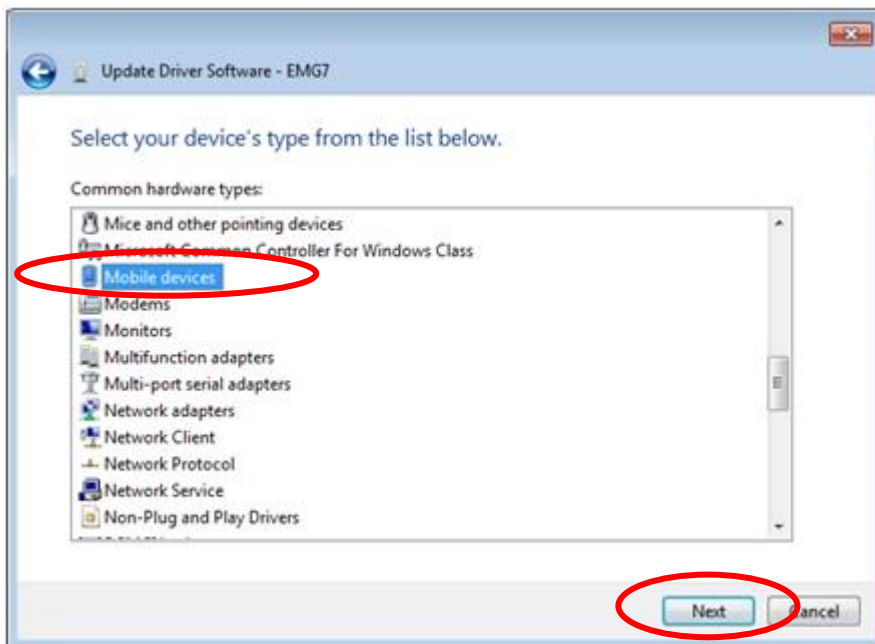 Update Driver Software - EMG7
Select your device's type from the list below.
Common hardware types:
Mice and other pointing devices
Microsoft Common Controller For Windows Class
Mobile devices
Modems
Monitors
Multifunction adapters
Multi-port serial adapters
Network adapters
Network Client
Network Protocol
Network Service
Non-Plug and Play Drivers
Next Cancel